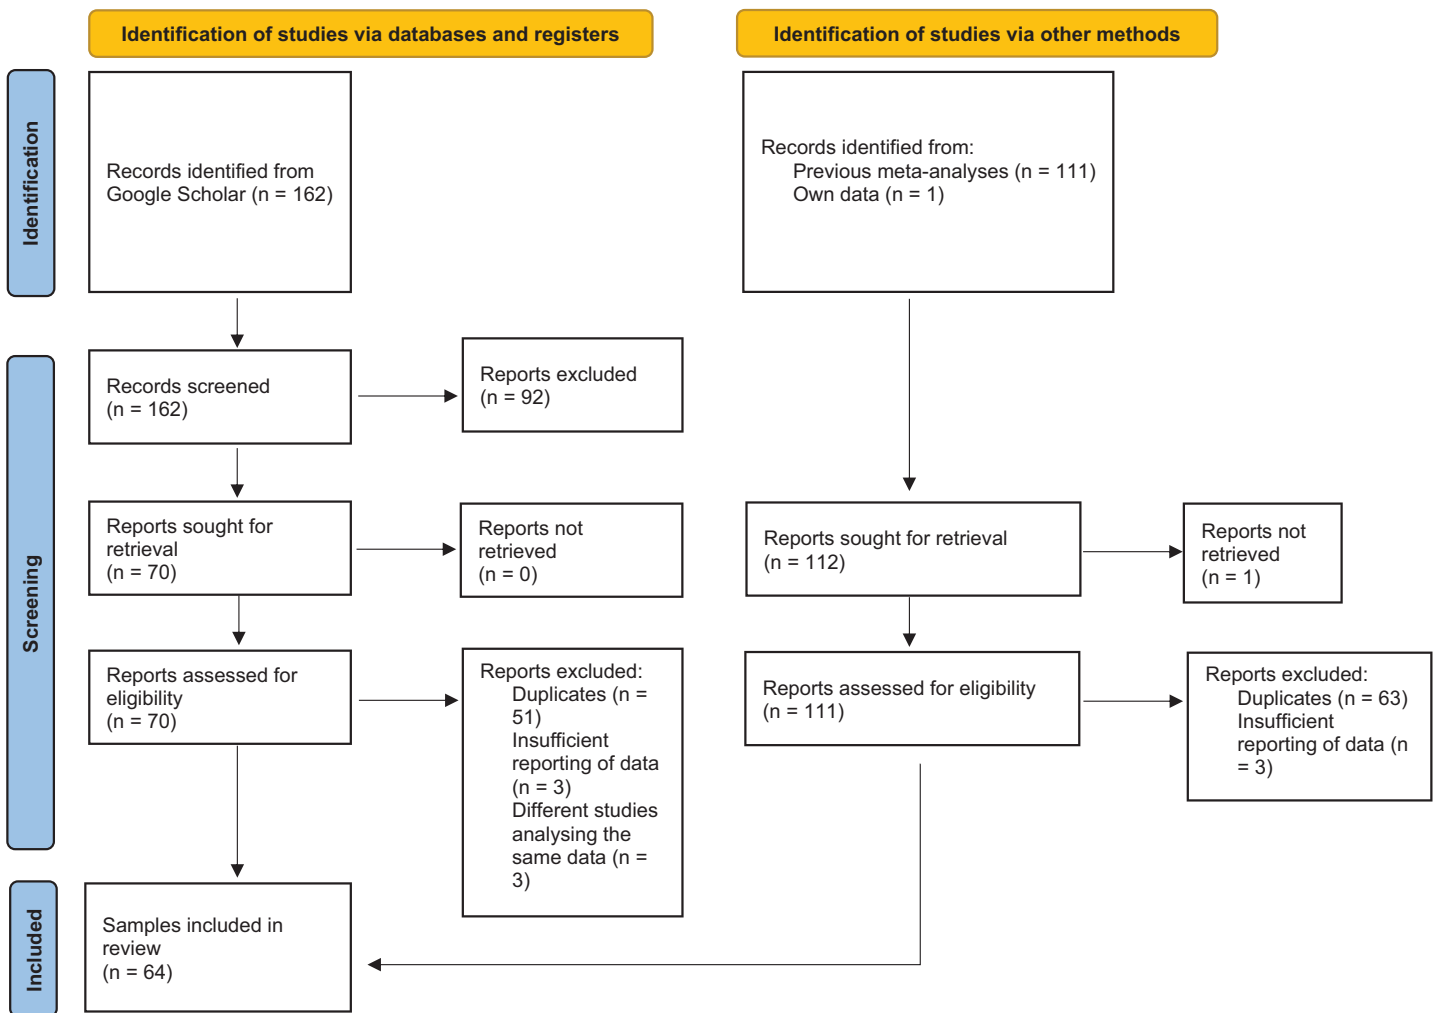 Identification of studies via databases and registers
Identification of studies via other methods
Identification
Records identified from
Google Scholar (n = 162)
Records identified from:
Previous meta-analyses (n = 111)
Own data (n = 1)
Screening
Records screened
(n = 162)
Reports excluded
(n = 92)
Reports sought for
retrieval
(n = 70)
Reports not
retrieved
(n = 0)
Reports sought for retrieval
(n = 112)
Reports not
retrieved
(n = 1)
Reports assessed for
eligibility
(n = 70)
Reports excluded:
Duplicates (n =
51)
Insufficient
reporting of data
(n = 3)
Different studies
analysing the
same data (n =
3)
Reports assessed for eligibility
(n = 111)
Reports excluded:
Duplicates (n = 63)
Insufficient
reporting of data (n
= 3)
Included
Samples included in
review
(n = 64)